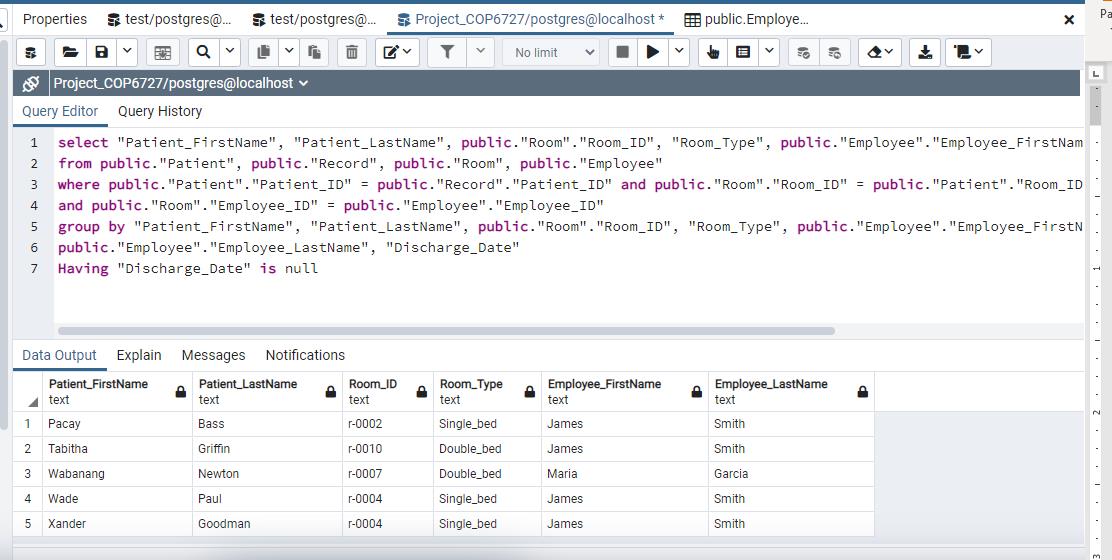 Properties test/postgres@... test/postgres@... Project_COP6727/postgres@localhost * public.Employe...
No limit
Project_COP6727/postgres@localhost
Query Editor Query History
1 select "Patient_FirstName", "Patient_LastName", public."Room"."Room_ID", "Room_Type", public."Employee"."Employee_FirstNam
2 from public."Patient", public."Record", public."Room", public."Employee"
3 where public."Patient"."Patient_ID" = public."Record"."Patient_ID" and public."Room"."Room_ID" = public."Patient"."Room_ID
4 and public."Room"."Employee_ID" = public."Employee"."Employee_ID"
5 group by "Patient_FirstName", "Patient_LastName", public."Room"."Room_ID", "Room_Type", public."Employee"."Employee_FirstN
6 public."Employee"."Employee_LastName", "Discharge_Date"
7 Having "Discharge_Date" is null
Data Output Explain Messages Notifications
Patient_FirstName Patient_LastName Room_ID Room_Type Employee_FirstName Employee_LastName
text text text text text text
1 Pacay Bass r-0002 Single_bed James Smith
2 Tabitha Griffin r-0010 Double_bed James Smith
3 Wabanang Newton r-0007 Double_bed Maria Garcia
4 Wade Paul r-0004 Single_bed James Smith
5 Xander Goodman r-0004 Single_bed James Smith
Pa
L
1
2
3